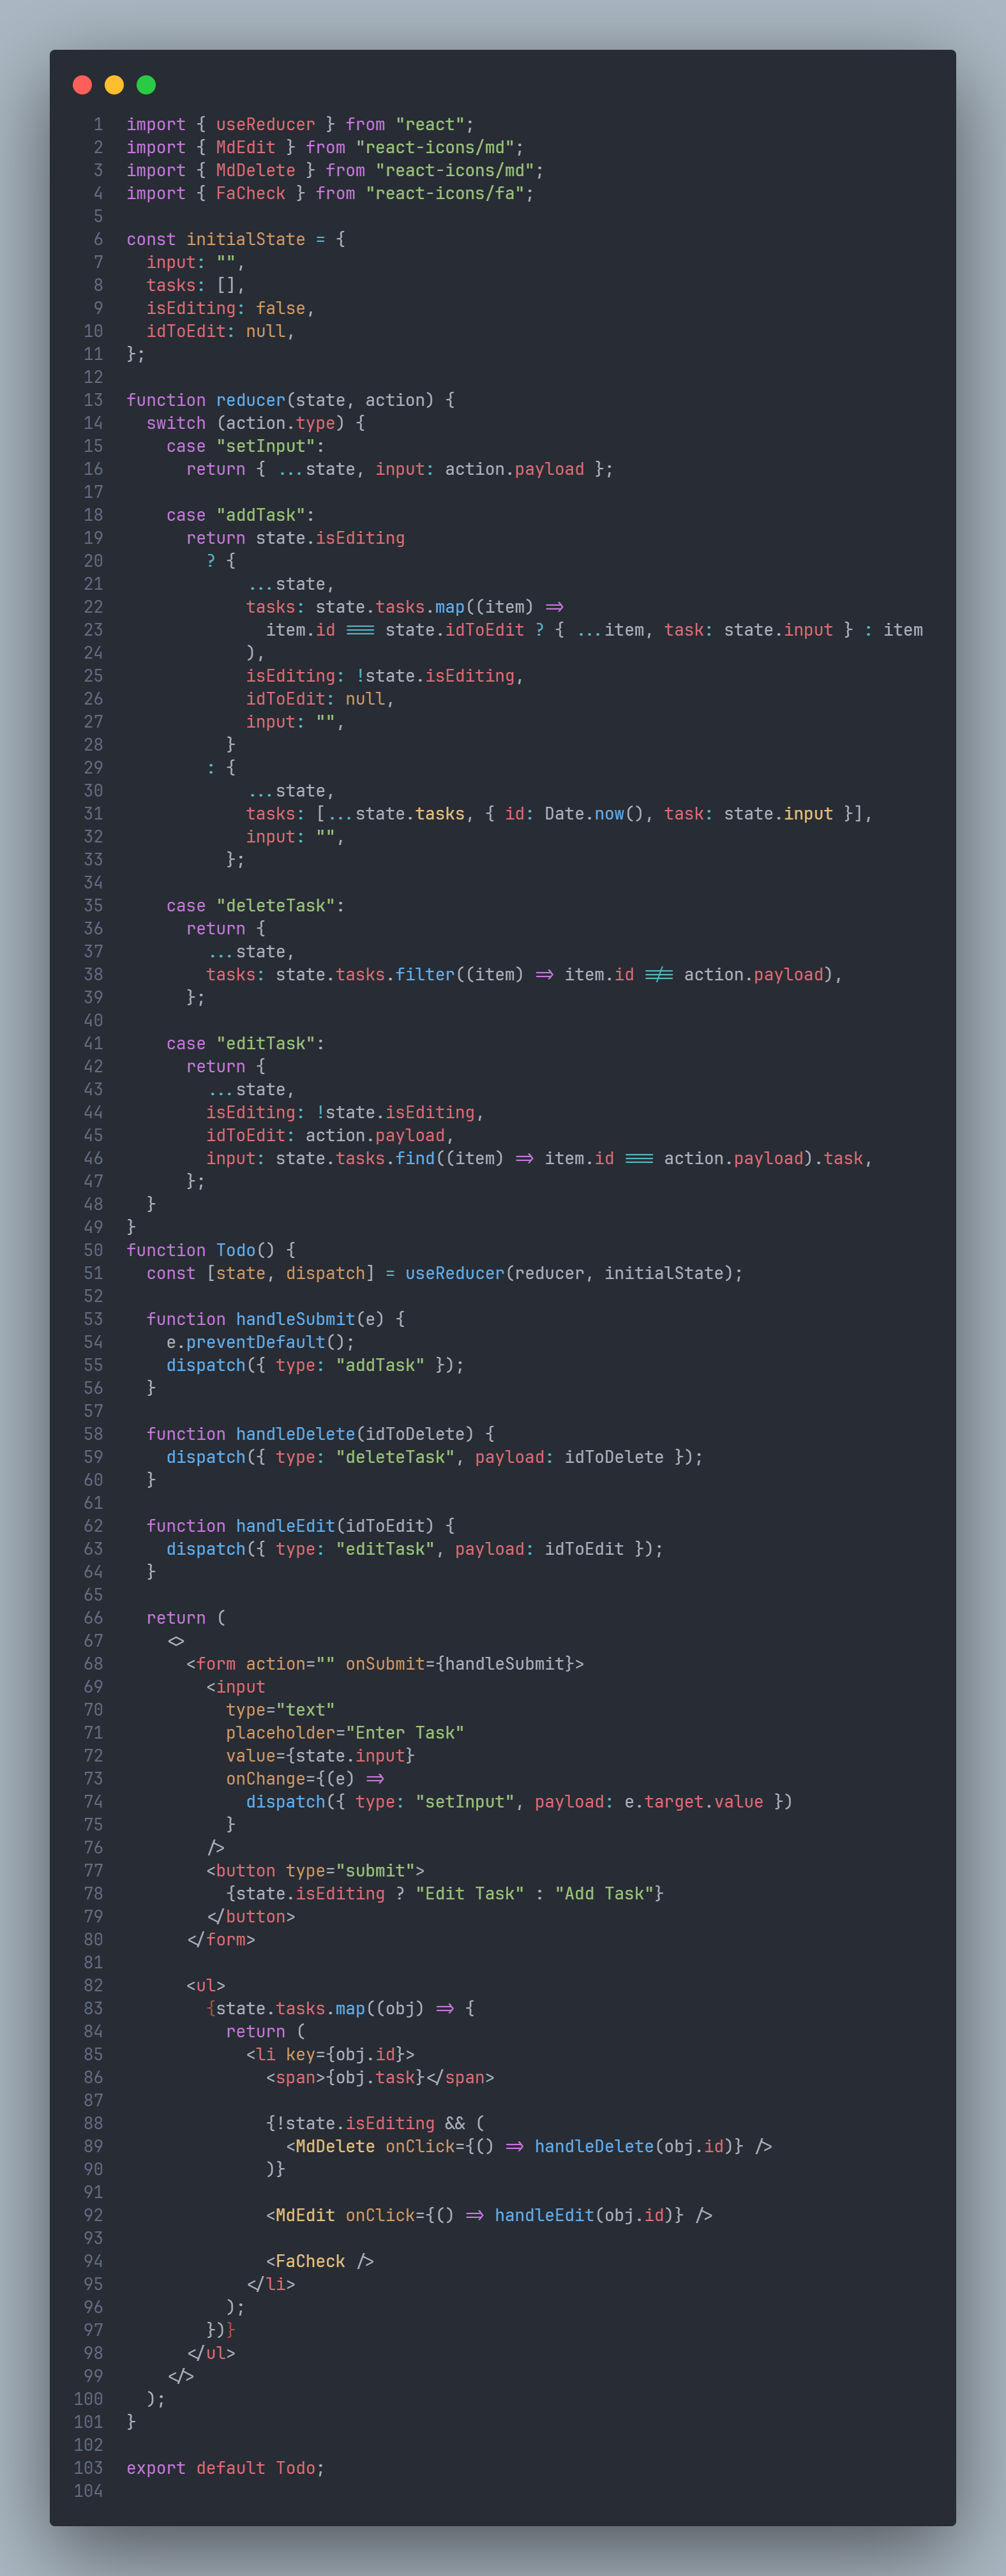 1 import { useReducer } from "react";
2 import { MdEdit } from "react-icons/md";
3 import { MdDelete } from "react-icons/md";
4 import { FaCheck } from "react-icons/fa";
5
6 const initialState = {
7   input: "",
8   tasks: [],
9   isEditing: false,
10   idToEdit: null,
11 };
12
13 function reducer(state, action) {
14   switch (action.type) {
15     case "setInput":
16       return { ...state, input: action.payload };
17
18     case "addTask":
19       return state.isEditing
20         ? {
21             ...state,
22             tasks: state.tasks.map((item) =>
23               item.id === state.idToEdit ? { ...item, task: state.input } : item
24             ),
25             isEditing: !state.isEditing,
26             idToEdit: null,
27             input: "",
28           }
29         : {
30             ...state,
31             tasks: [...state.tasks, { id: Date.now(), task: state.input }],
32             input: "",
33           };
34
35     case "deleteTask":
36       return {
37         ...state,
38         tasks: state.tasks.filter((item) => item.id !== action.payload),
39       };
40
41     case "editTask":
42       return {
43         ...state,
44         isEditing: !state.isEditing,
45         idToEdit: action.payload,
46         input: state.tasks.find((item) => item.id === action.payload).task,
47       };
48   }
49 }
50 function Todo() {
51   const [state, dispatch] = useReducer(reducer, initialState);
52
53   function handleSubmit(e) {
54     e.preventDefault();
55     dispatch({ type: "addTask" });
56   }
57
58   function handleDelete(idToDelete) {
59     dispatch({ type: "deleteTask", payload: idToDelete });
60   }
61
62   function handleEdit(idToEdit) {
63     dispatch({ type: "editTask", payload: idToEdit });
64   }
65
66   return (
67     <>
68       <form action="" onSubmit={handleSubmit}>
69         <input
70           type="text"
71           placeholder="Enter Task"
72           value={state.input}
73           onChange={(e) =>
74             dispatch({ type: "setInput", payload: e.target.value })
75           }
76         />
77         <button type="submit">
78           {state.isEditing ? "Edit Task" : "Add Task"}
79         </button>
80       </form>
81
82       <ul>
83         {state.tasks.map((obj) => {
84           return (
85             <li key={obj.id}>
86               <span>{obj.task}</span>
87
88               {!state.isEditing && (
89                 <MdDelete onClick={() => handleDelete(obj.id)} />
90               )}
91
92               <MdEdit onClick={() => handleEdit(obj.id)} />
93
94               <FaCheck />
95             </li>
96           );
97         })}
98       </ul>
99     </>
100   );
101 }
102
103 export default Todo;
104